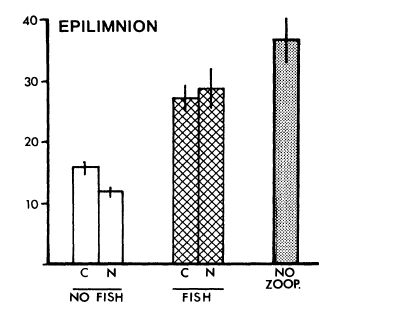 EPILIMNION
40
30
20
10
C N C N NO
ZOOP.
NO FISH FISH